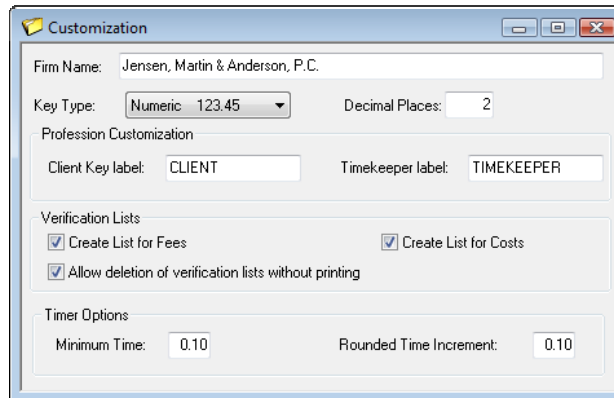 Customization
Firm Name: Jensen, Martin & Anderson, P.C.
Key Type: Numeric 123.45 Decimal Places: 2
Profession Customization
Client Key label: CLIENT Timekeeper label: TIMEKEEPER
Verification Lists
Create List for Fees Create List for Costs
Allow deletion of verification lists without printing
Timer Options
Minimum Time: 0.10 Rounded Time Increment: 0.10